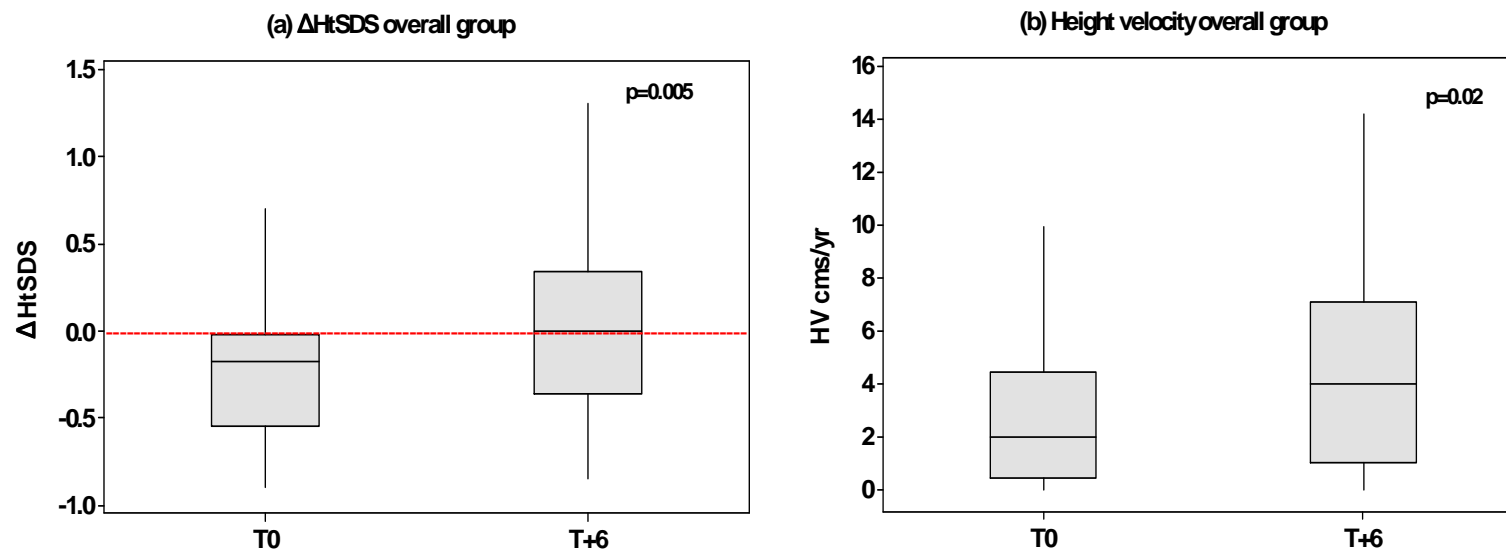 (a) ΔHtSDS overall group
1.5
1.0
0.5
0.0
-0.5
-1.0
ΔHtSDS
p=0.005
T0
T+6
(b) Height velocity overall group
16
14
12
10
8
6
4
2
0
HV cms/yr
p=0.02
T0
T+6